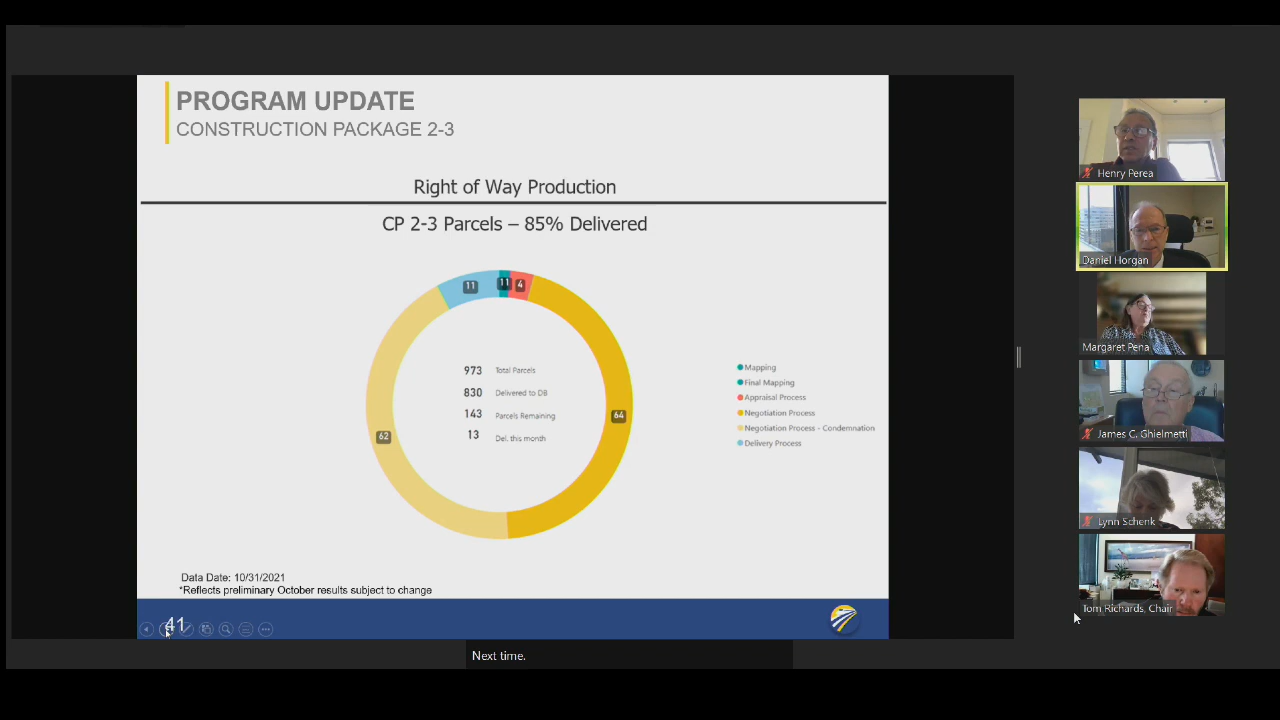 PROGRAM UPDATE
CONSTRUCTION PACKAGE 2-3
Right of Way Production
CP 2-3 Parcels – 85% Delivered
11
11
4
64
62
973 Total Parcels
830 Delivered to DB
143 Parcels Remaining
13 Del. this month
Mapping
Final Mapping
Appraisal Process
Negotiation Process
Negotiation Process - Condemnation
Delivery Process
Data Date: 10/31/2021
*Reflects preliminary October results subject to change
41
Next time.
Henry Perea
Daniel Horgan
Margaret Pena
James C. Ghielmetti
Lynn Schenk
Tom Richards, Chair